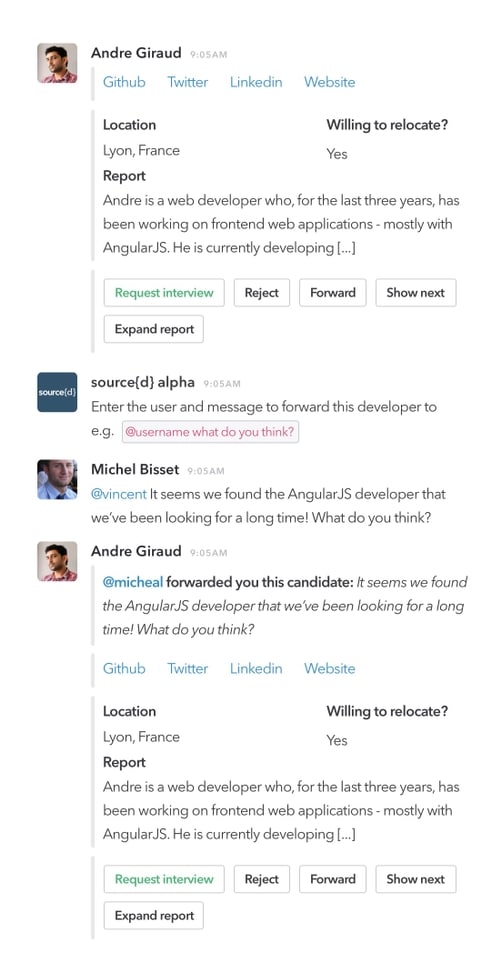 Andre Giraud 9:05AM
Github Twitter Linkedin Website
Location Willing to relocate?
Lyon, France Yes
Report
Andre is a web developer who, for the last three years, has
been working on frontend web applications - mostly with
AngularJS. He is currently developing [...]
Request interview Reject Forward Show next
Expand report
source{d}
source{d} alpha 9:05AM
Enter the user and message to forward this developer to
e.g. @username what do you think?
Michel Bisset 9:05AM
@vincent It seems we found the AngularJS developer that
we've been looking for a long time! What do you think?
Andre Giraud 9:05AM
@micheal forwarded you this candidate: It seems we found
the AngularJS developer that we've been looking for a long
time! What do you think?
Github Twitter Linkedin Website
Location Willing to relocate?
Lyon, France Yes
Report
Andre is a web developer who, for the last three years, has
been working on frontend web applications - mostly with
AngularJS. He is currently developing [...]
Request interview Reject Forward Show next
Expand report